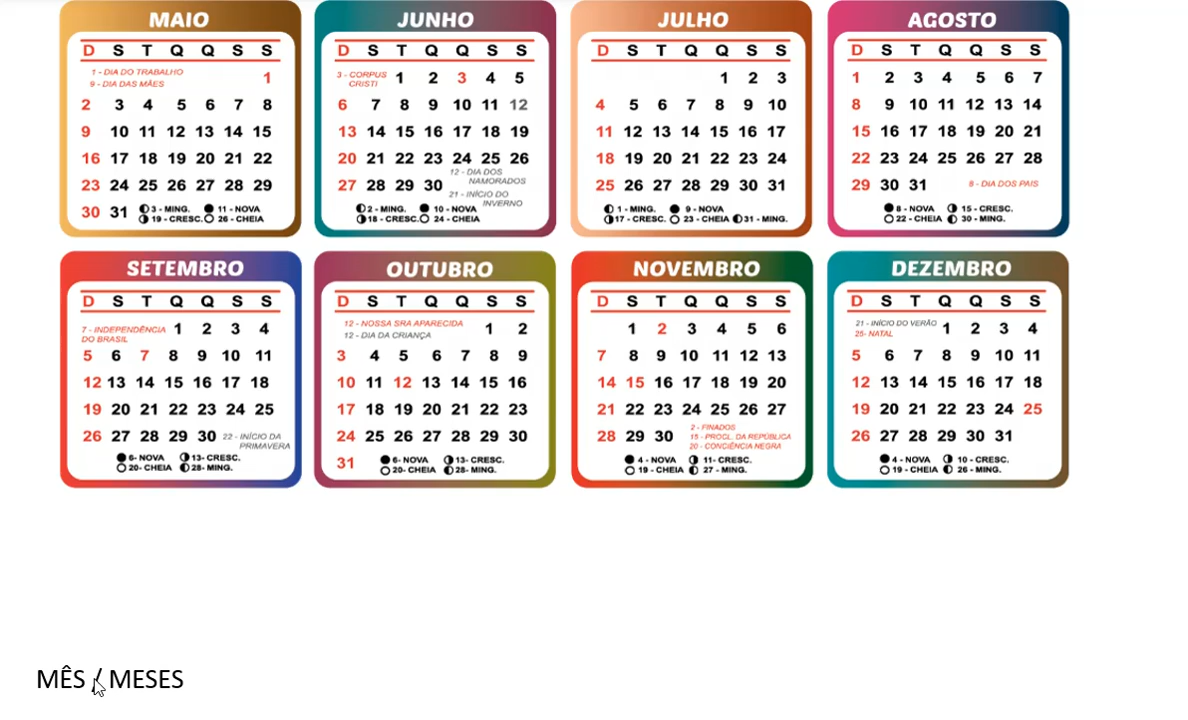 MAIO
D S T Q Q S S
1 - DIA DO TRABALHO
9 - DIA DAS MÃES
1
2 3 4 5 6 7 8
9 10 11 12 13 14 15
16 17 18 19 20 21 22
23 24 25 26 27 28 29
30 31
3 - MING. 11 - NOVA
19 - CRESC. 26 - CHEIA
JUNHO
D S T Q Q S S
3 - CORPUS
CRISTI
1 2 3 4 5
6 7 8 9 10 11 12
13 14 15 16 17 18 19
20 21 22 23 24 25 26
27 28 29 30
12 - DIA DOS
NAMORADOS
21 - INÍCIO DO
INVERNO
2 - MING. 10 - NOVA
18 - CRESC. 24 - CHEIA
JULHO
D S T Q Q S S
1 2 3
4 5 6 7 8 9 10
11 12 13 14 15 16 17
18 19 20 21 22 23 24
25 26 27 28 29 30 31
1 - MING. 9 - NOVA
17 - CRESC. 23 - CHEIA 31 - MING.
AGOSTO
D S T Q Q S S
1 2 3 4 5 6 7
8 9 10 11 12 13 14
15 16 17 18 19 20 21
22 23 24 25 26 27 28
29 30 31 8 - DIA DOS PAIS
8 - NOVA 15 - CRESC.
22 - CHEIA 30 - MING.
SETEMBRO
D S T Q Q S S
7 - INDEPENDÊNCIA
DO BRASIL
1 2 3 4
5 6 7 8 9 10 11
12 13 14 15 16 17 18
19 20 21 22 23 24 25
26 27 28 29 30
22 - INÍCIO DA
PRIMAVERA
6- NOVA 13- CRESC.
20- CHEIA 28- MING.
OUTUBRO
D S T Q Q S S
12 - NOSSA SRA APARECIDA
12 - DIA DA CRIANÇA
1 2
3 4 5 6 7 8 9
10 11 12 13 14 15 16
17 18 19 20 21 22 23
24 25 26 27 28 29 30
31
6- NOVA 13- CRESC.
20- CHEIA 28- MING.
NOVEMBRO
D S T Q Q S S
1 2 3 4 5 6
7 8 9 10 11 12 13
14 15 16 17 18 19 20
21 22 23 24 25 26 27
28 29 30
2 - FINADOS
15 - PROCL. DA REPÚBLICA
20 - CONCIÊNCIA NEGRA
4 - NOVA 11- CRESC.
19 - CHEIA 27 - MING.
DEZEMBRO
D S T Q Q S S
21 - INÍCIO DO VERÃO
25- NATAL
1 2 3 4
5 6 7 8 9 10 11
12 13 14 15 16 17 18
19 20 21 22 23 24 25
26 27 28 29 30 31
4 - NOVA 10 - CRESC.
19 - CHEIA 26 - MING.
MÊS / MESES